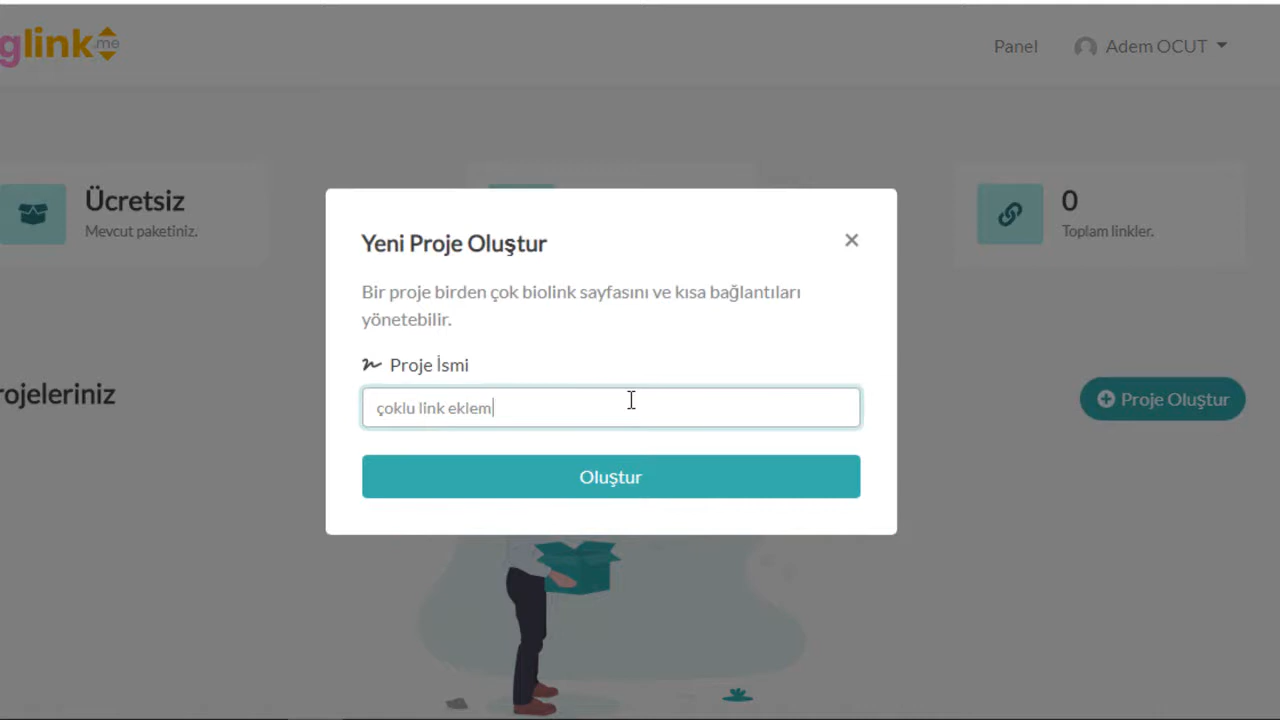 glink.me
Panel
Adem OCUT
Ücretsiz
Mevcut paketiniz.
0
Toplam linkler.
Yeni Proje Oluştur
×
Bir proje birden çok biolink sayfasını ve kısa bağlantıları
yönetebilir.
Proje İsmi
çoklu link eklem
Oluştur
rojeleriniz
Proje Oluştur